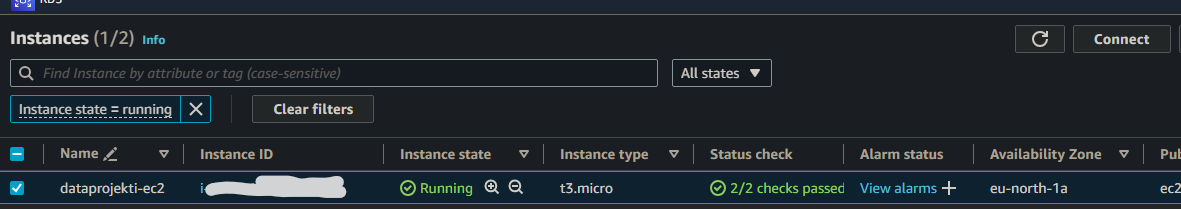 RDS
Instances (1/2) Info
Connect
Find Instance by attribute or tag (case-sensitive)
All states
Instance state = running
Clear filters
Name
Instance ID
Instance state
Instance type
Status check
Alarm status
Availability Zone
dataprojekti-ec2
i
Running
t3.micro
2/2 checks passed
View alarms
eu-north-1a
ec2